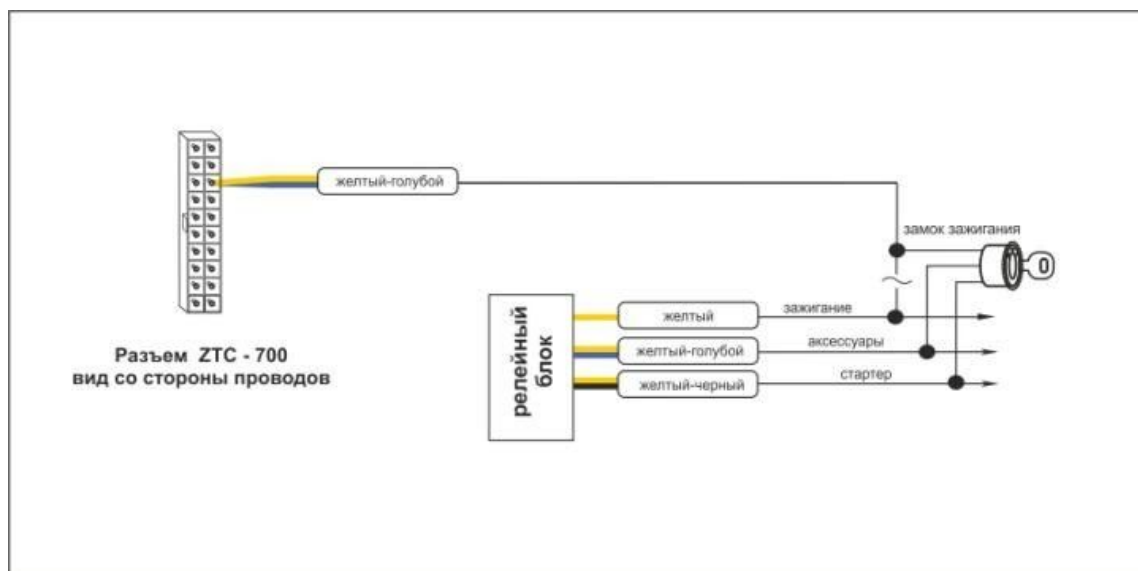 желтый-голубой
замок зажигания
релейный
блок
желтый
зажигание
желтый-голубой
аксессуары
желтый-черный
стартер
Разъем ZTC - 700
вид со стороны проводов